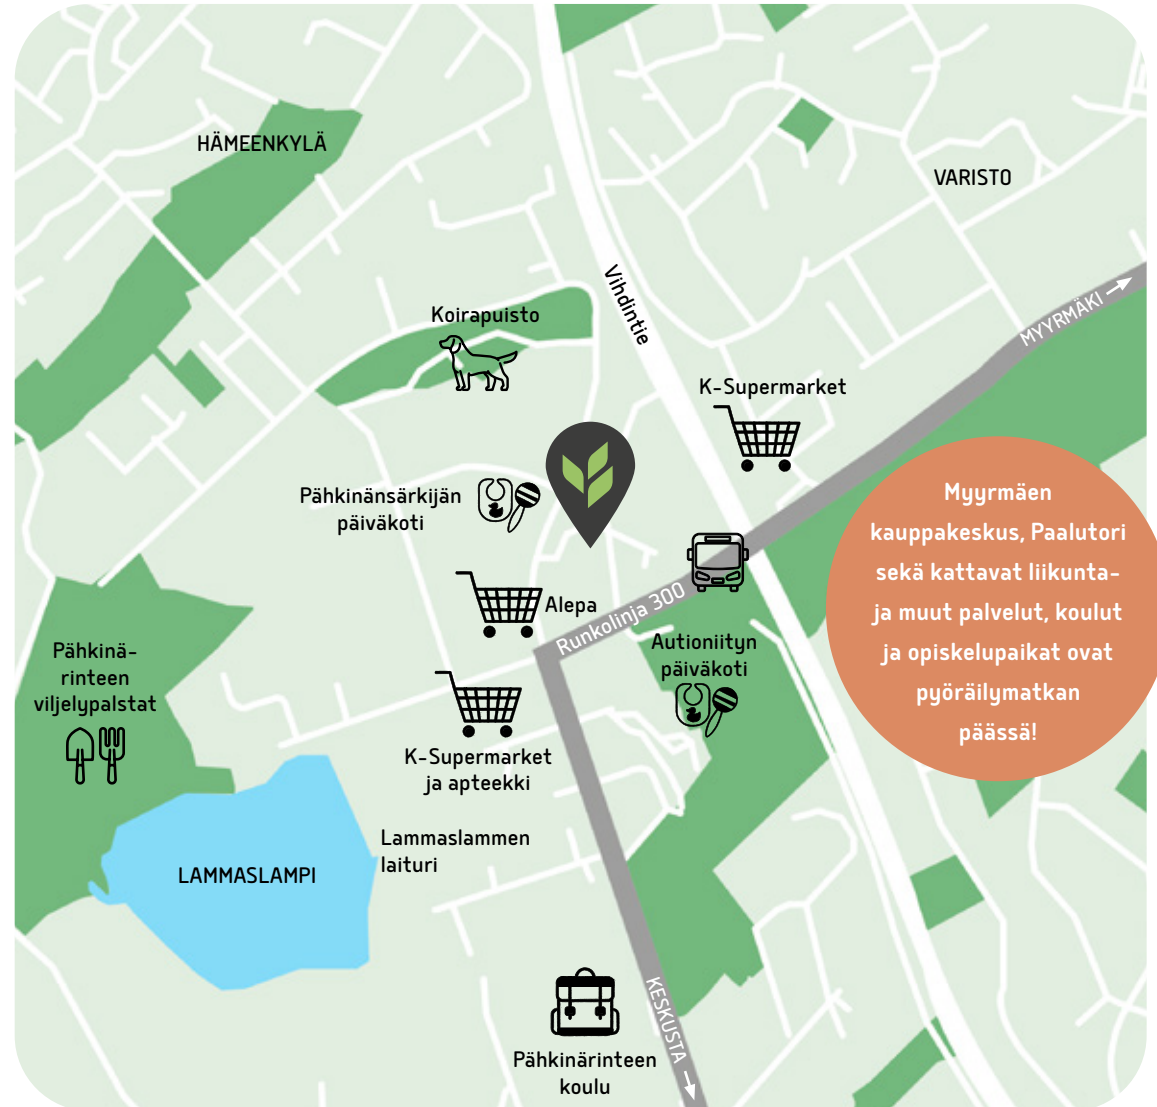 HÄMEENKYLÄ
VARISTO
Vihdintie
MYYRMÄKI
Koirapuisto
K-Supermarket
Pähkinänsärkijän
päiväkoti
Myyrmäen
kauppakeskus, Paalutori
sekä kattavat liikunta-
ja muut palvelut, koulut
ja opiskelupaikat ovat
pyöräilymatkan
päässä!
Alepa
Runkolinja 300
Autioniityn
päiväkoti
Pähkinä-
rinteen
viljelypalstat
K-Supermarket
ja apteekki
Lammaslammen
laituri
LAMMASLAMPI
KESKUSTA
Pähkinärinteen
koulu